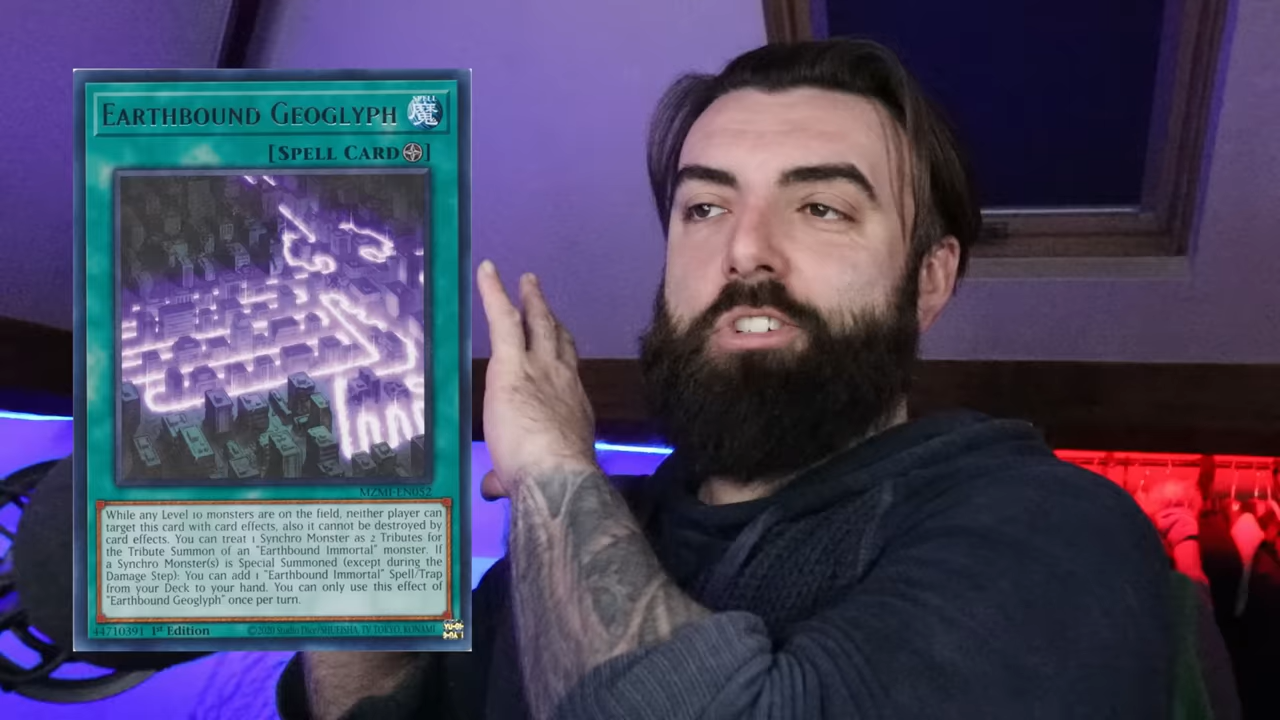 EARTHBOUND GEOGLYPH
SPELL
魔
[SPELL CARD]
MZMI-EN052
While any Level 10 monsters are on the field, neither player can
target this card with card effects, also it cannot be destroyed by
card effects. You can treat 1 Synchro Monster as 2 Tributes for
the Tribute Summon of an "Earthbound Immortal" monster. If
a Synchro Monster(s) is Special Summoned (except during the
Damage Step): You can add 1 "Earthbound Immortal" Spell/Trap
from your Deck to your hand. You can only use this effect of
"Earthbound Geoglyph" once per turn.
44710391 1st Edition ©2020 Studio Dice/SHUEISHA, TV TOKYO, KONAMI